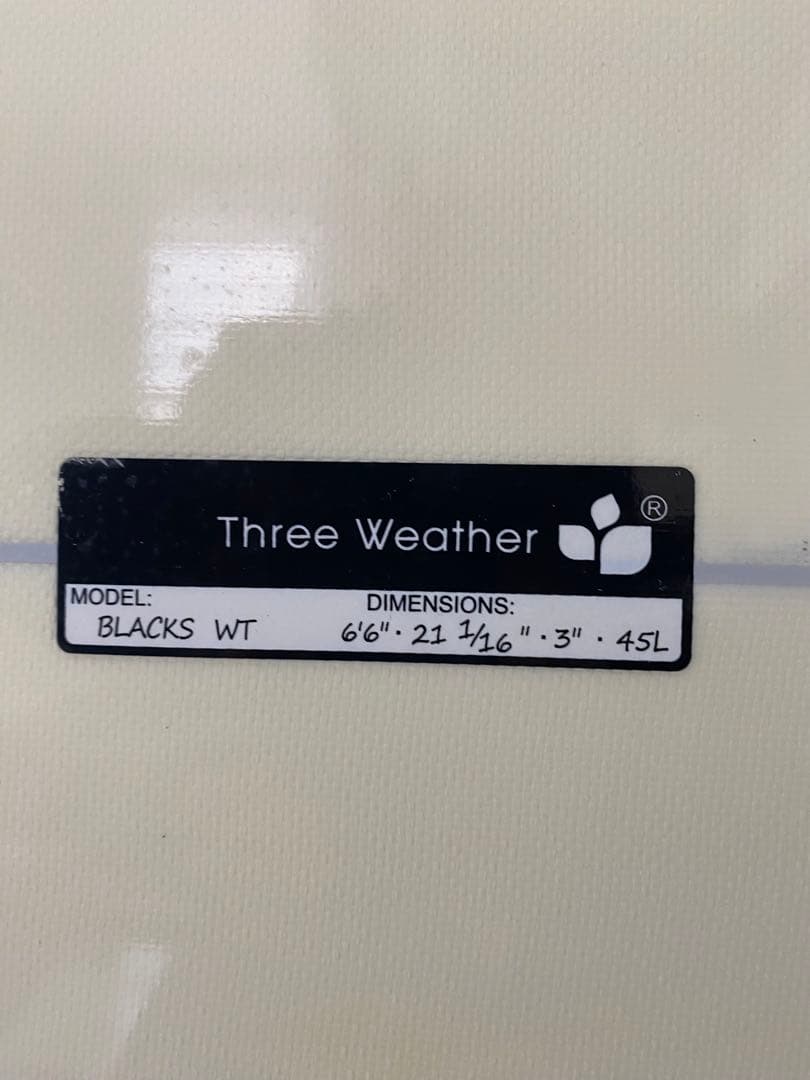 Three Weather ®
MODEL: DIMENSIONS:
BLACKS WT 6'6" · 21 1/16" · 3" · 45L